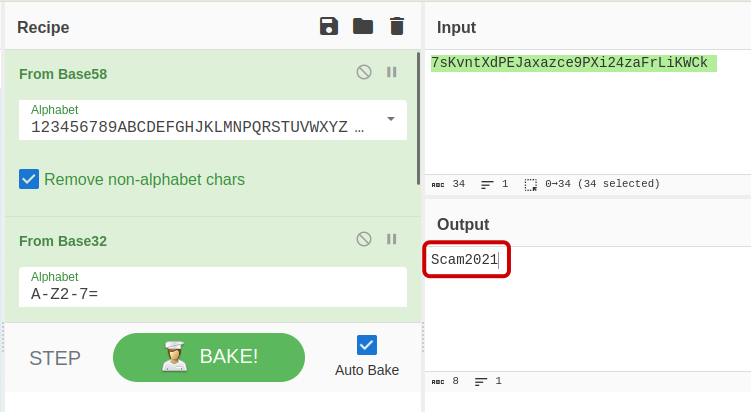 Recipe
From Base58
Alphabet
123456789ABCDEFGHJKLMNPQRSTUVWXYZ …
Remove non-alphabet chars
From Base32
Alphabet
A-Z2-7=
STEP
BAKE!
Auto Bake
Input
7sKvntXdPEJaxazce9PXi24zaFrLiKWCk
ABC 34 1 0→34 (34 selected)
Output
Scam2021
ABC 8 1